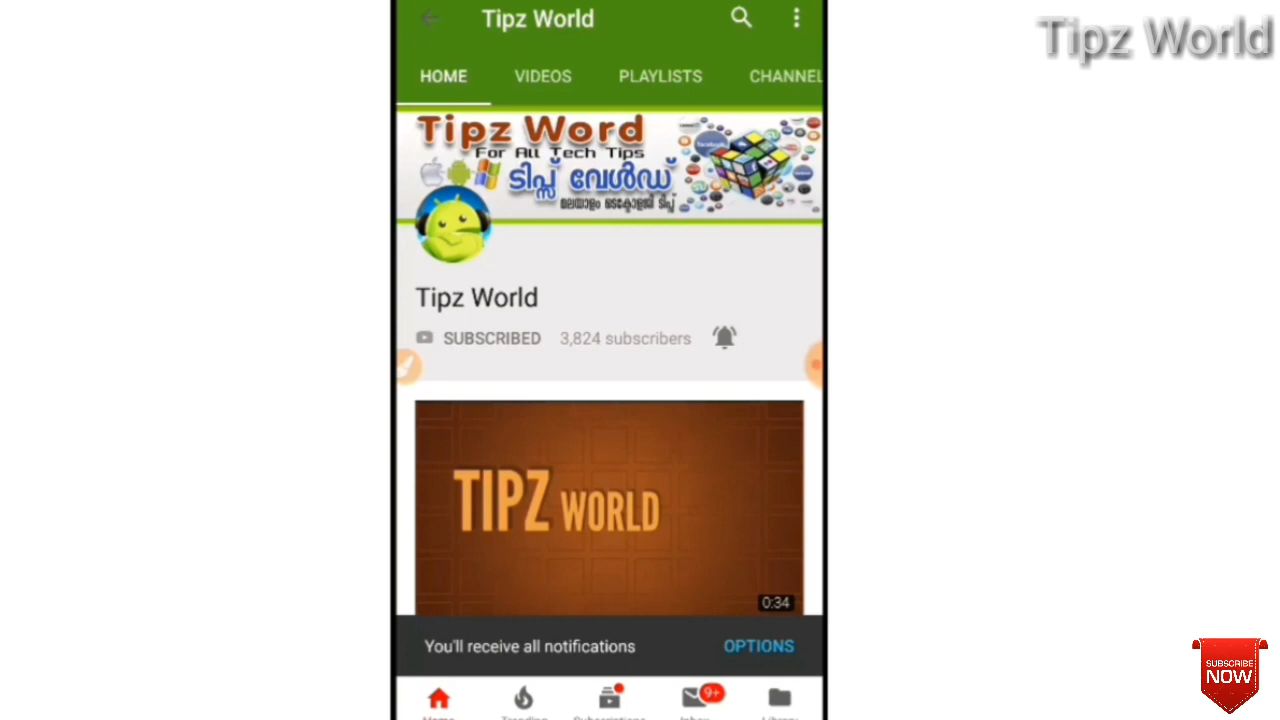 Tipz World
Tipz World
HOME VIDEOS PLAYLISTS CHANNEL
Tipz Word
For All Tech Tips
ടിപ്സ് വേൾഡ്
facebook
Tipz World
SUBSCRIBED 3,824 subscribers
TIPZ WORLD
0:34
You'll receive all notifications OPTIONS
9+
SUBSCRIBE
NOW